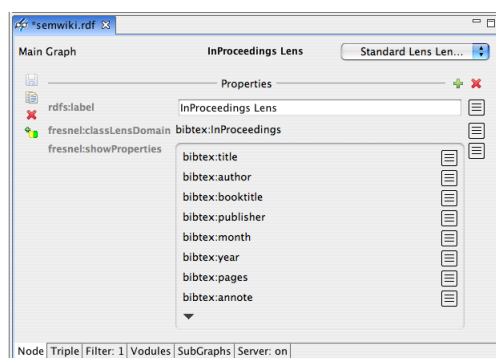 *semwiki.rdf
Main Graph InProceedings Lens Standard Lens Len...
Properties
rdfs:label InProceedings Lens
fresnel:classLensDomain bibtex:InProceedings
fresnel:showProperties
bibtex:title
bibtex:author
bibtex:booktitle
bibtex:publisher
bibtex:month
bibtex:year
bibtex:pages
bibtex:annote
Node Triple Filter: 1 Vodules SubGraphs Server: on